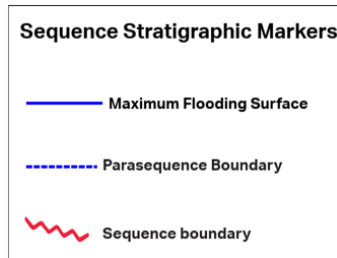 Sequence Stratigraphic Markers
Maximum Flooding Surface
Parasequence Boundary
Sequence boundary